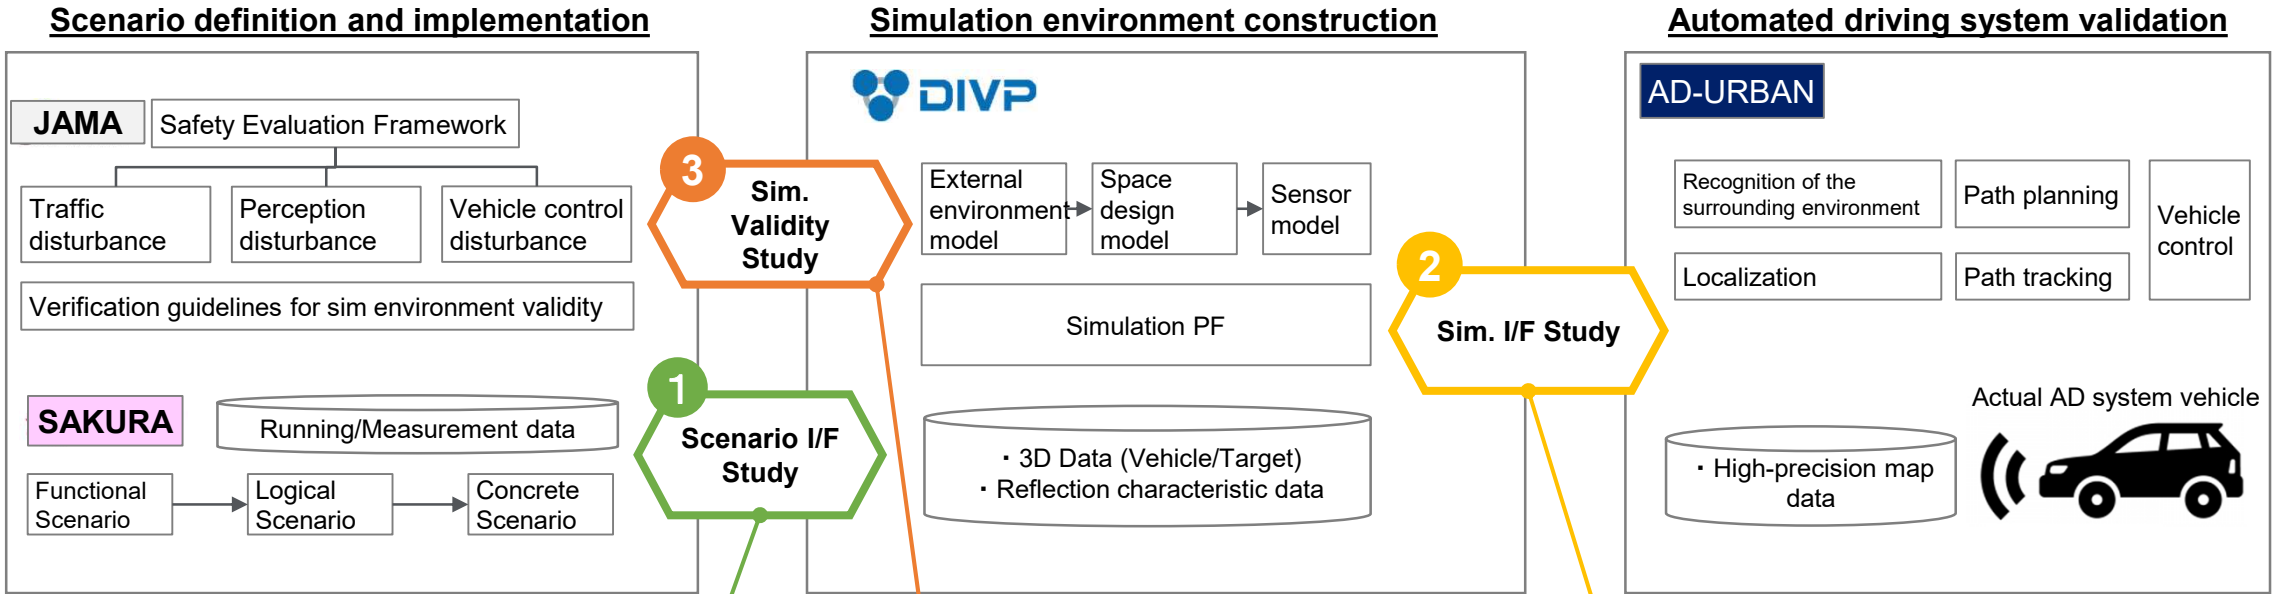 Scenario definition and implementation
JAMA
Safety Evaluation Framework
Traffic
disturbance
Perception
disturbance
Vehicle control
disturbance
Verification guidelines for sim environment validity
SAKURA
Running/Measurement data
Functional
Scenario
Logical
Scenario
Concrete
Scenario
3
Sim.
Validity
Study
1
Scenario I/F
Study
Simulation environment construction
DIVP
External
environment
model
Space
design
model
Sensor
model
Simulation PF
・3D Data (Vehicle/Target)
・Reflection characteristic data
2
Sim. I/F Study
Automated driving system validation
AD-URBAN
Recognition of the
surrounding environment
Path planning
Vehicle
control
Localization
Path tracking
Actual AD system vehicle
・High-precision map
data